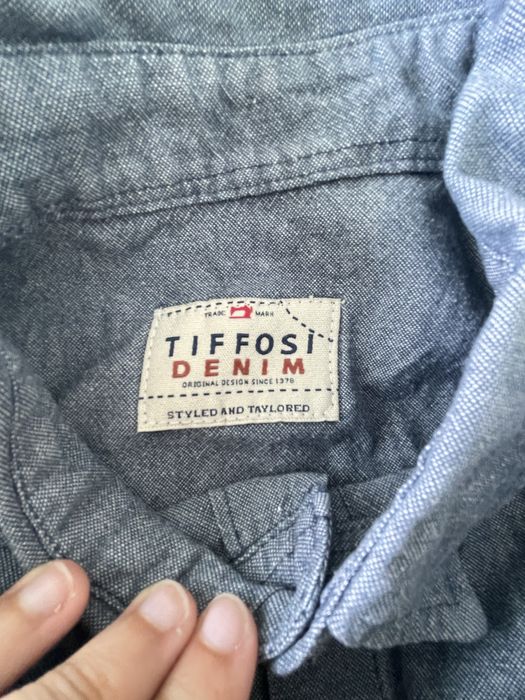 TRADE MARK
TIFFOSI
DENIM
ORIGINAL DESIGN SINCE 1978
STYLED AND TAYLORED